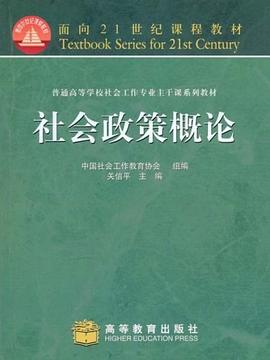 面向21世纪课程教材
Textbook Series for 21st Century
普通高等学校社会工作专业主干课系列教材
社会政策概论
中国社会工作教育协会 组编
关信平 主编
高等教育出版社
HIGHER EDUCATION PRESS